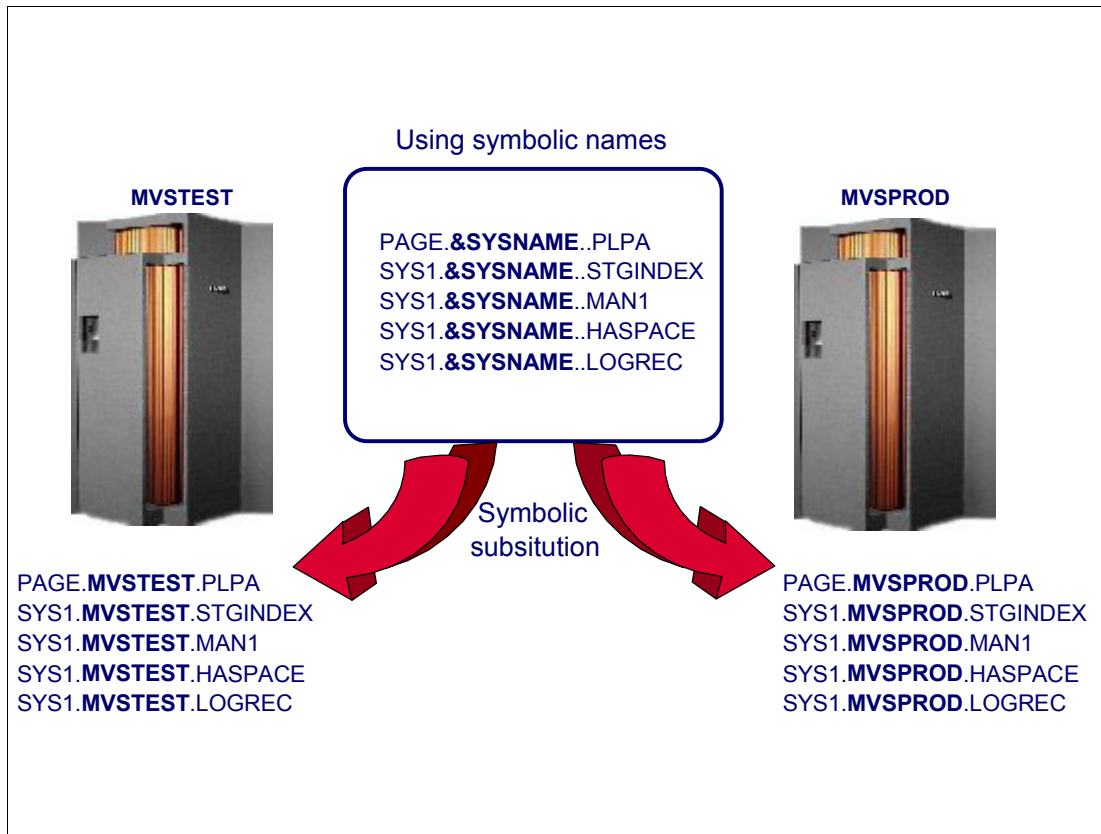 Using symbolic names
MVSTEST
MVSPROD
PAGE.&SYSNAME..PLPA
SYS1.&SYSNAME..STGINDEX
SYS1.&SYSNAME..MAN1
SYS1.&SYSNAME..HASPACE
SYS1.&SYSNAME..LOGREC
Symbolic
subsitution
PAGE.MVSTEST.PLPA
SYS1.MVSTEST.STGINDEX
SYS1.MVSTEST.MAN1
SYS1.MVSTEST.HASPACE
SYS1.MVSTEST.LOGREC
PAGE.MVSPROD.PLPA
SYS1.MVSPROD.STGINDEX
SYS1.MVSPROD.MAN1
SYS1.MVSPROD.HASPACE
SYS1.MVSPROD.LOGREC